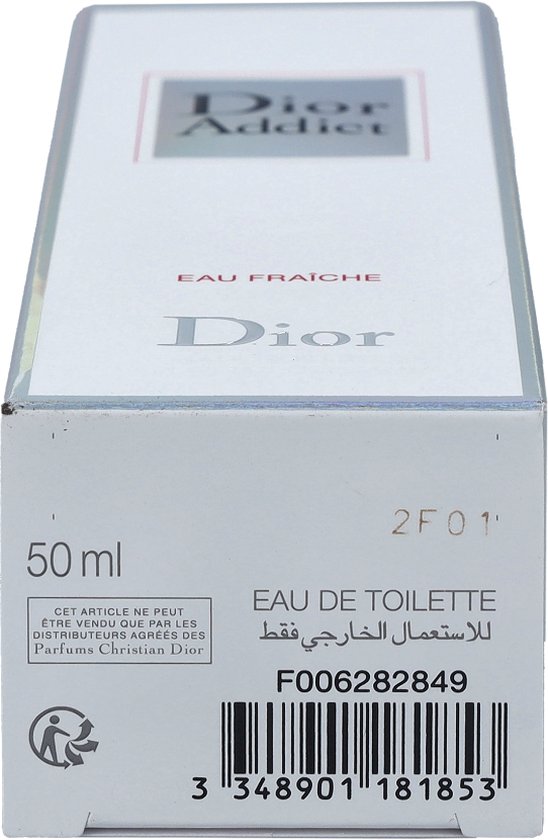 Dior
Addict
EAU FRAÎCHE
Dior
2F01
50 ml
EAU DE TOILETTE
للاستعمال الخارجي فقط
CET ARTICLE NE PEUT
ÊTRE VENDU QUE PAR LES
DISTRIBUTEURS AGRÉÉS DES
Parfums Christian Dior
F006282849
3 348901 181853